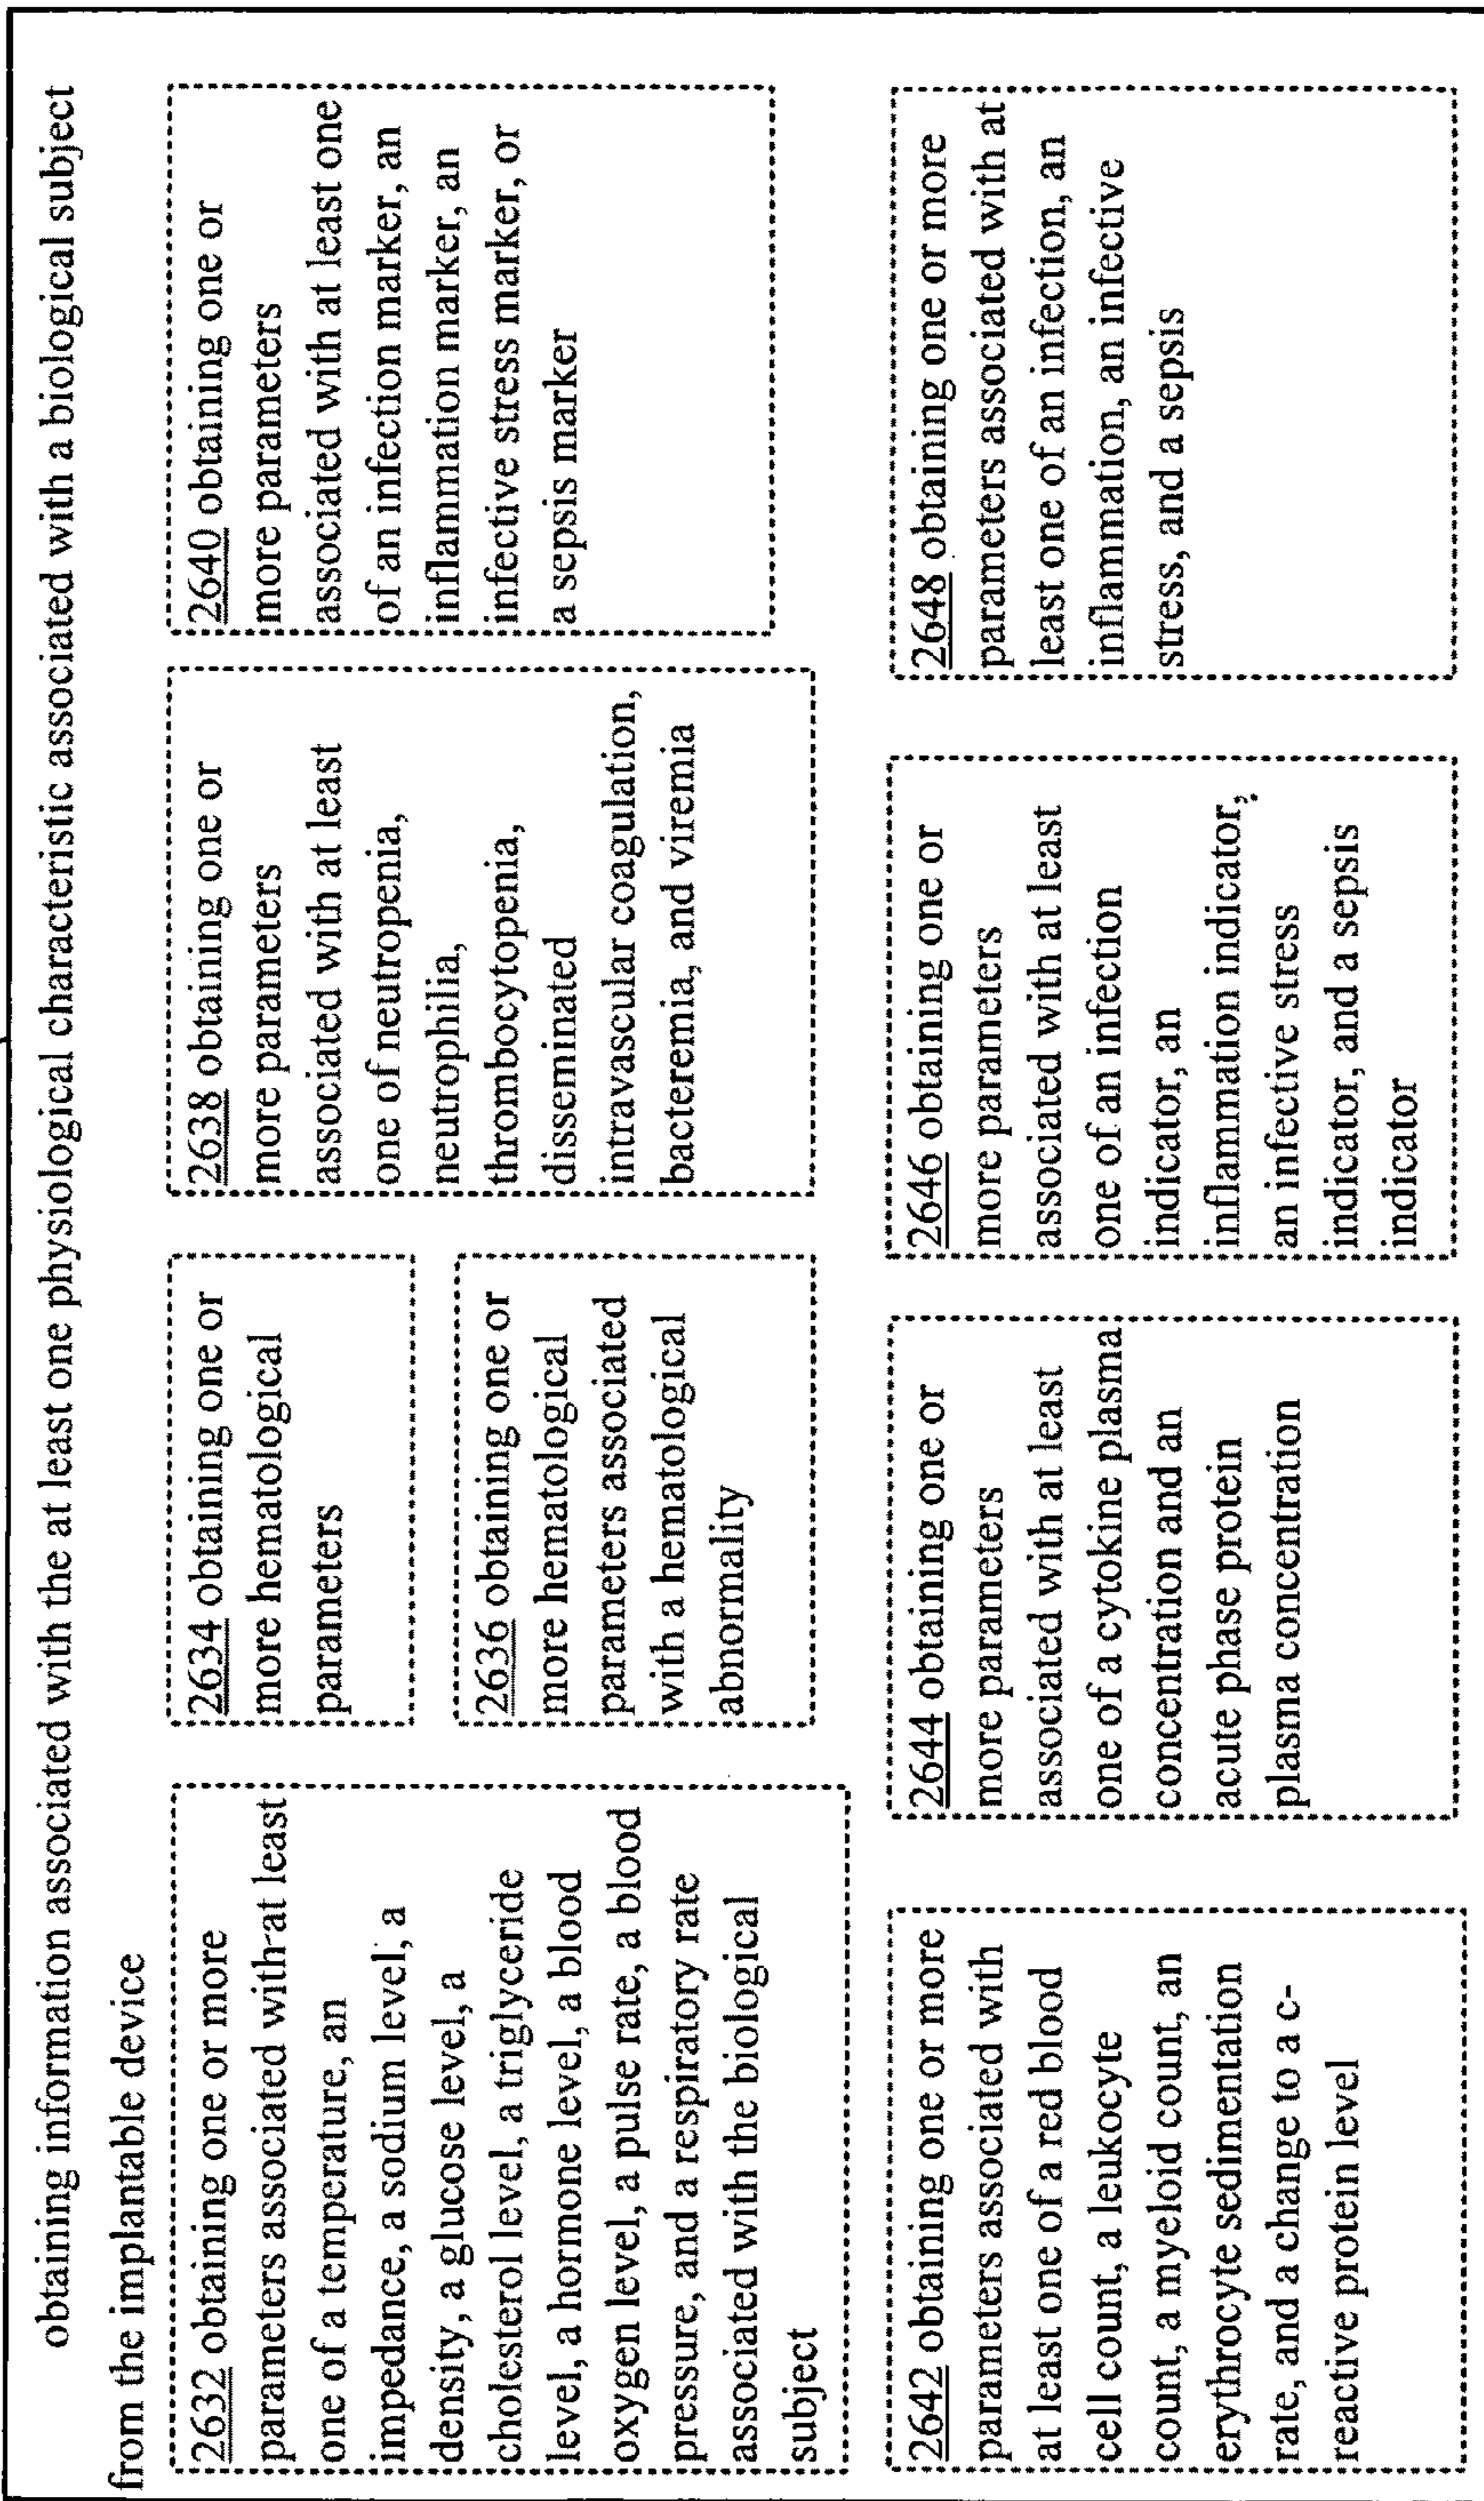 obtaining information associated with the at least one physiological characteristic associated with a biological subject
from the implantable device
2632 obtaining one or more
parameters associated with at least
one of a temperature, an
impedance, a sodium level, a
density, a glucose level, a
cholesterol level, a triglyceride
level, a hormone level, a blood
oxygen level, a pulse rate, a blood
pressure, and a respiratory rate
associated with the biological
subject
2634 obtaining one or
more hematological
parameters
2636 obtaining one or
more hematological
parameters associated
with a hematological
abnormality
2638 obtaining one or
more parameters
associated with at least
one of neutropenia,
neutrophilia,
thrombocytopenia,
disseminated
intravascular coagulation,
bacteremia, and viremia
2640 obtaining one or
more parameters
associated with at least one
of an infection marker, an
inflammation marker, an
infective stress marker, or
a sepsis marker
2642 obtaining one or more
parameters associated with
at least one of a red blood
cell count, a leukocyte
count, a myeloid count, an
erythrocyte sedimentation
rate, and a change to a c-
reactive protein level
2644 obtaining one or
more parameters
associated with at least
one of a cytokine plasma
concentration and an
acute phase protein
plasma concentration
2646 obtaining one or
more parameters
associated with at least
one of an infection
indicator, an
inflammation indicator,
an infective stress
indicator, and a sepsis
indicator
2648 obtaining one or more
parameters associated with at
least one of an infection, an
inflammation, an infective
stress, and a sepsis